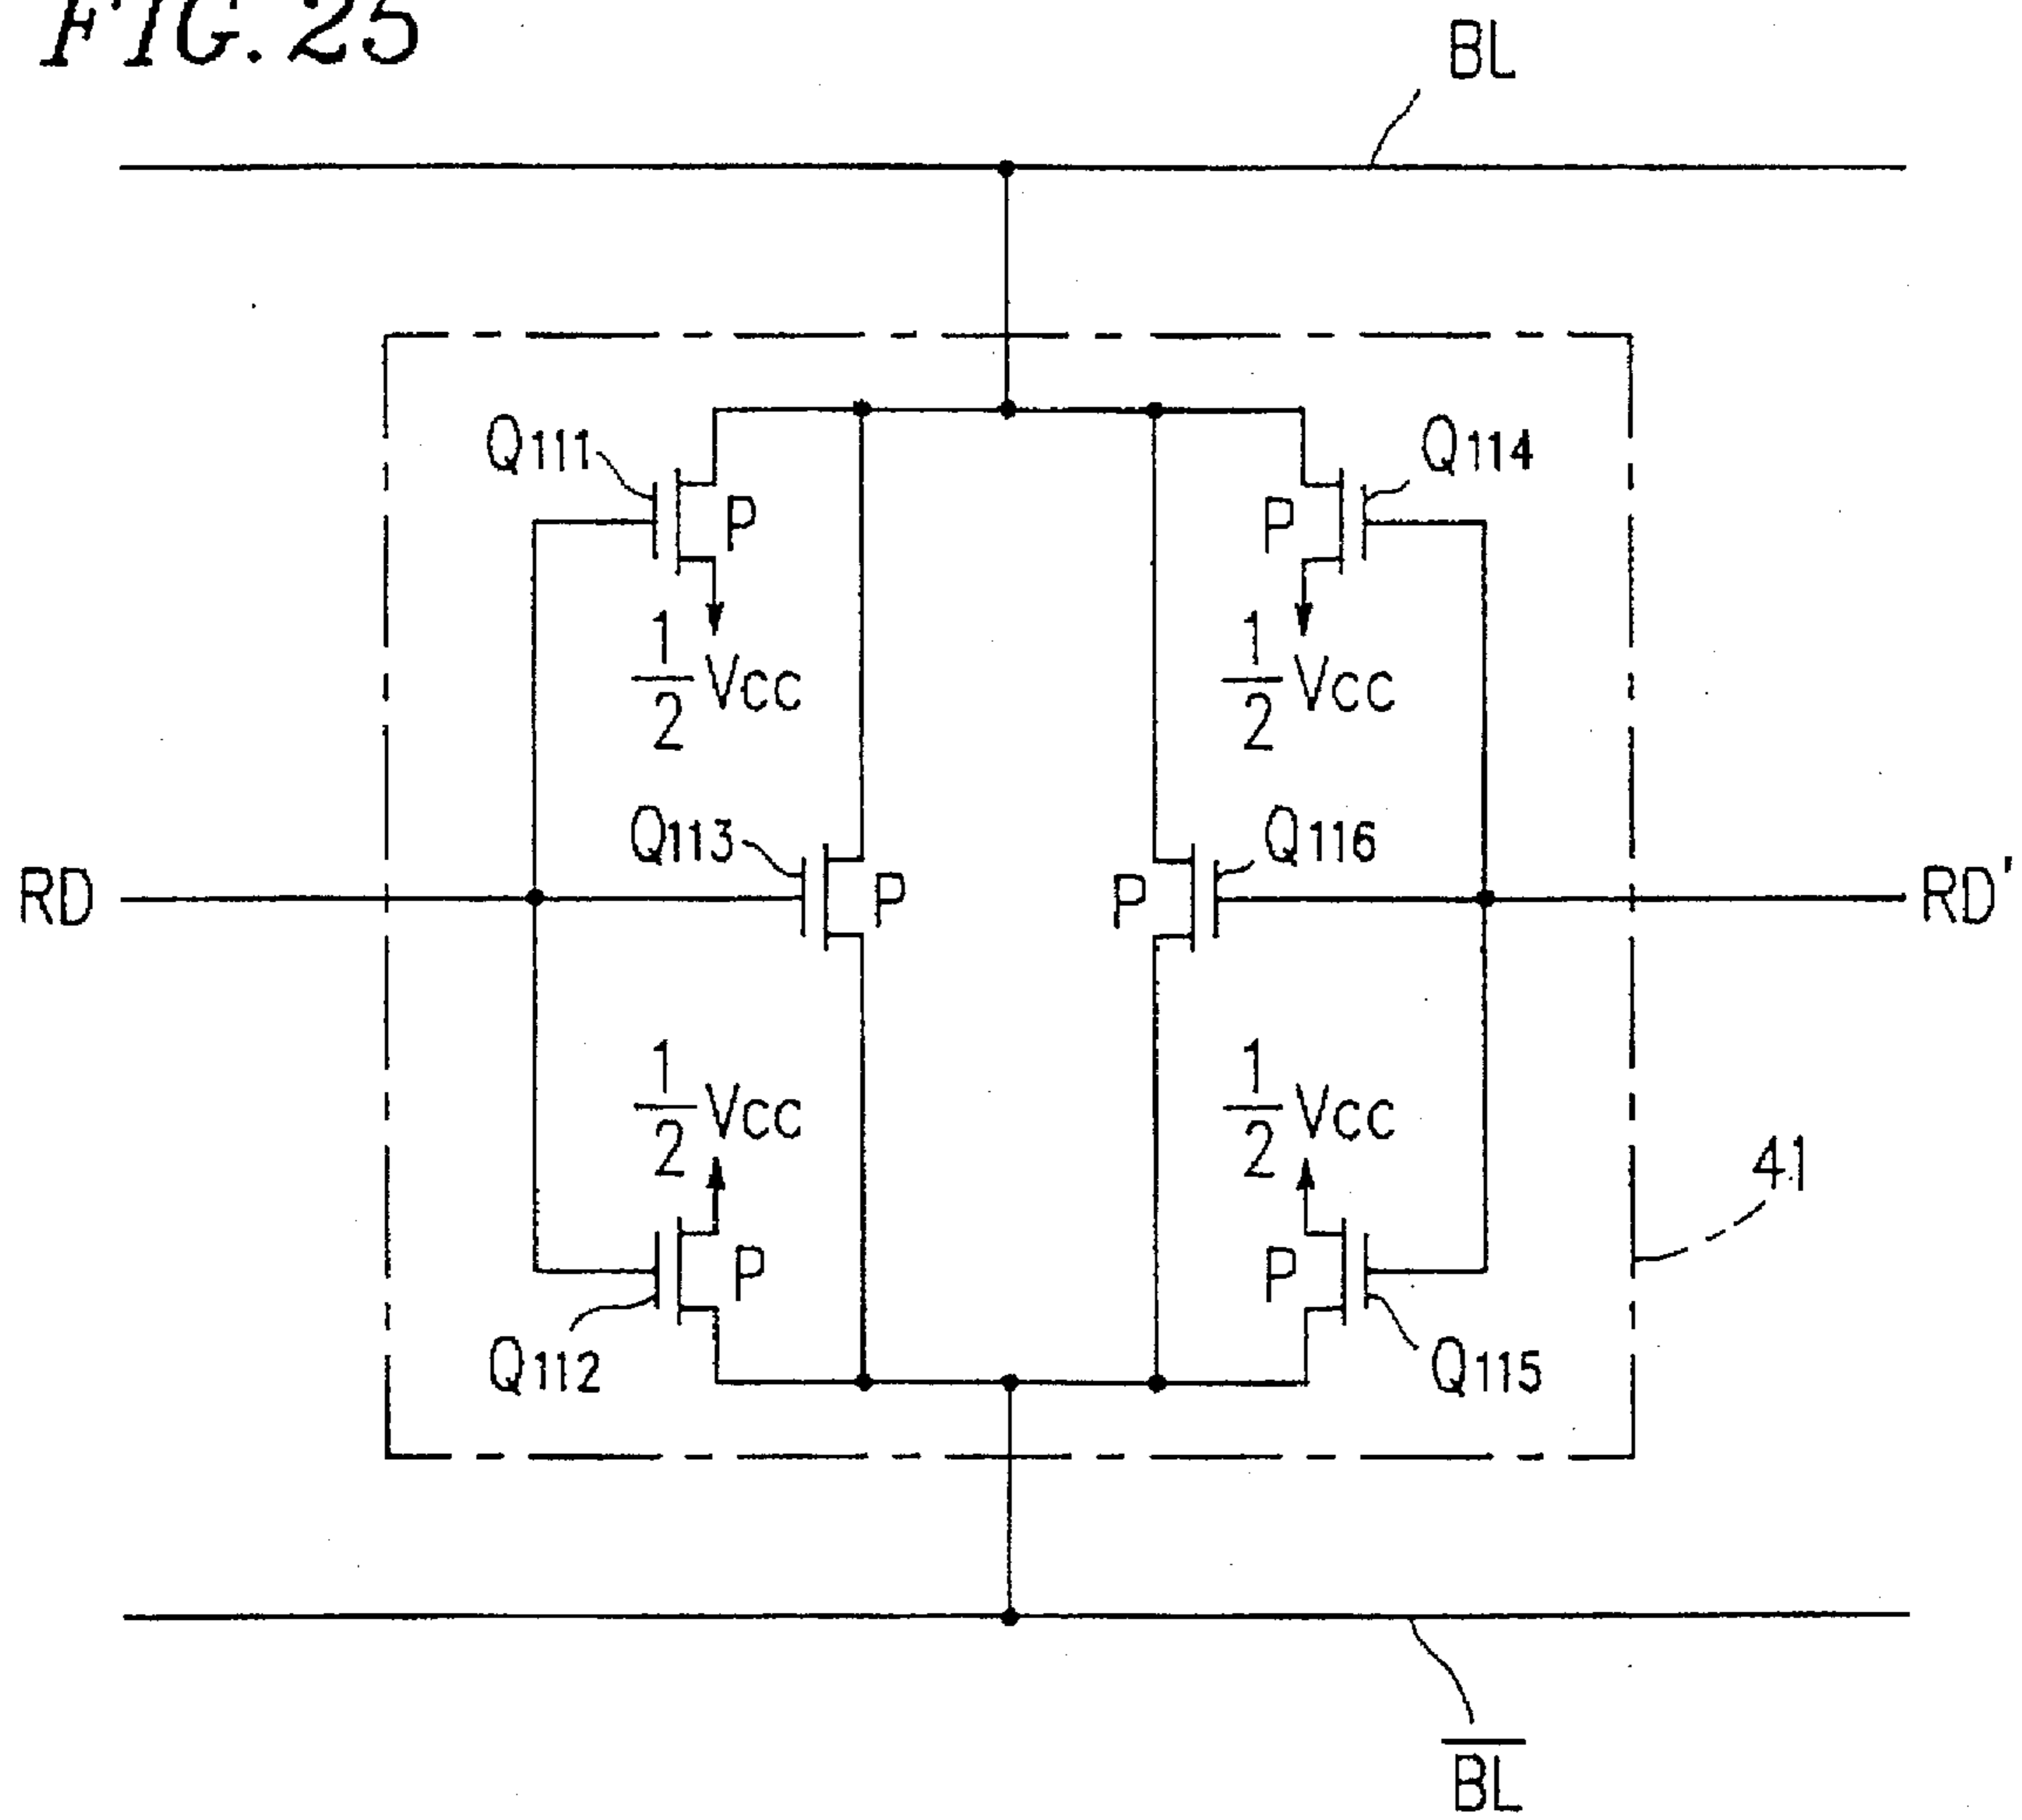 FIG. 25
BL
Q111
Q114
P
P
1/2 Vcc
1/2 Vcc
Q113
Q116
RD
P
P
RD'
1/2 Vcc
1/2 Vcc
41
P
P
Q112
Q115
B̅L̅